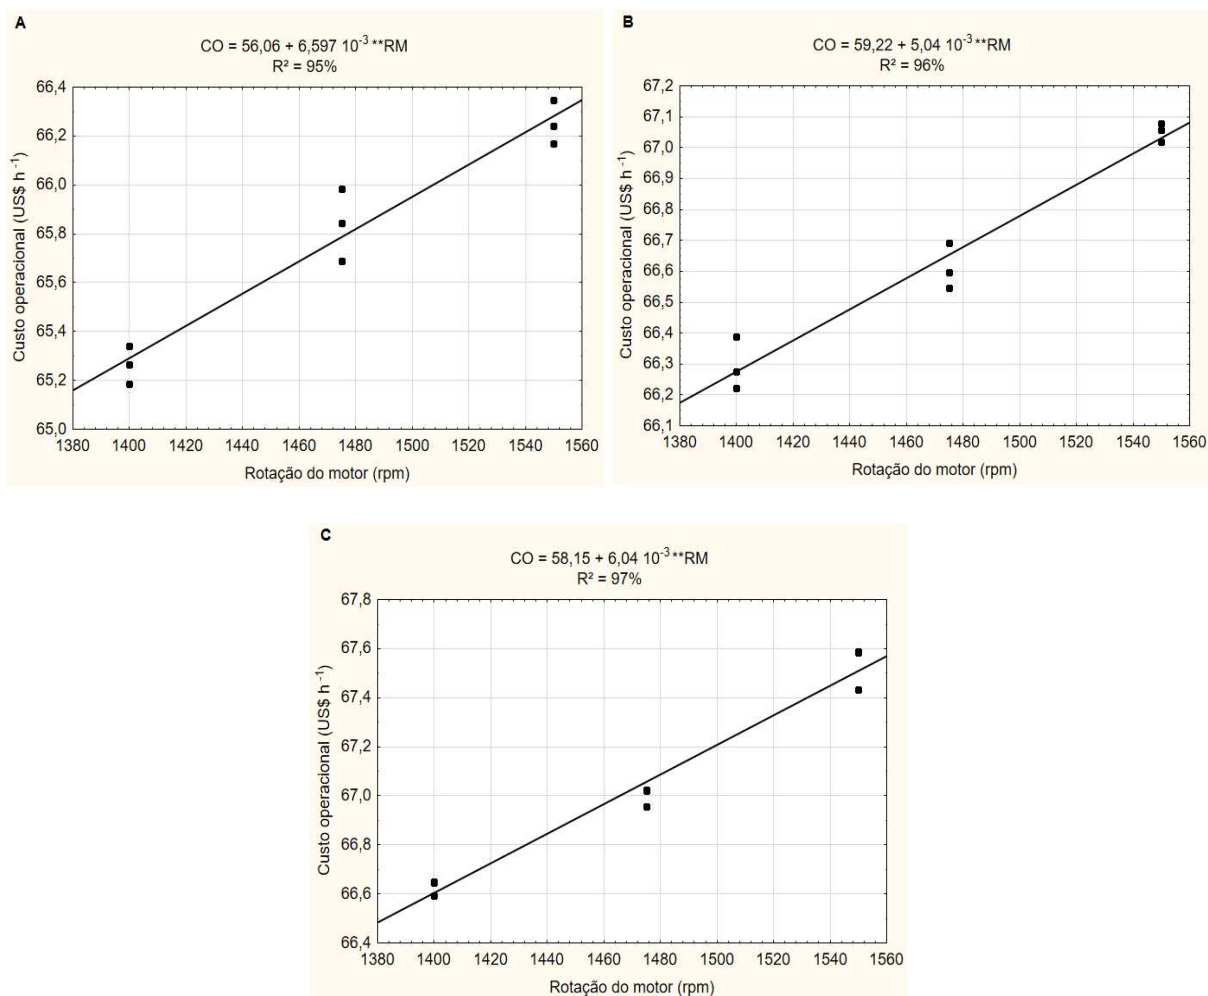 A
CO = 56,06 + 6,597 10⁻³ **RM
R² = 95%
66,4
66,2
66,0
65,8
65,6
65,4
65,2
65,0
Custo operacional (US$ h⁻¹)
1380 1400 1420 1440 1460 1480 1500 1520 1540 1560
Rotação do motor (rpm)
B
CO = 59,22 + 5,04 10⁻³ **RM
R² = 96%
67,2
67,1
67,0
66,9
66,8
66,7
66,6
66,5
66,4
66,3
66,2
66,1
Custo operacional (US$ h⁻¹)
1380 1400 1420 1440 1460 1480 1500 1520 1540 1560
Rotação do motor (rpm)
C
CO = 58,15 + 6,04 10⁻³ **RM
R² = 97%
67,8
67,6
67,4
67,2
67,0
66,8
66,6
66,4
Custo operacional (US$ h⁻¹)
1380 1400 1420 1440 1460 1480 1500 1520 1540 1560
Rotação do motor (rpm)